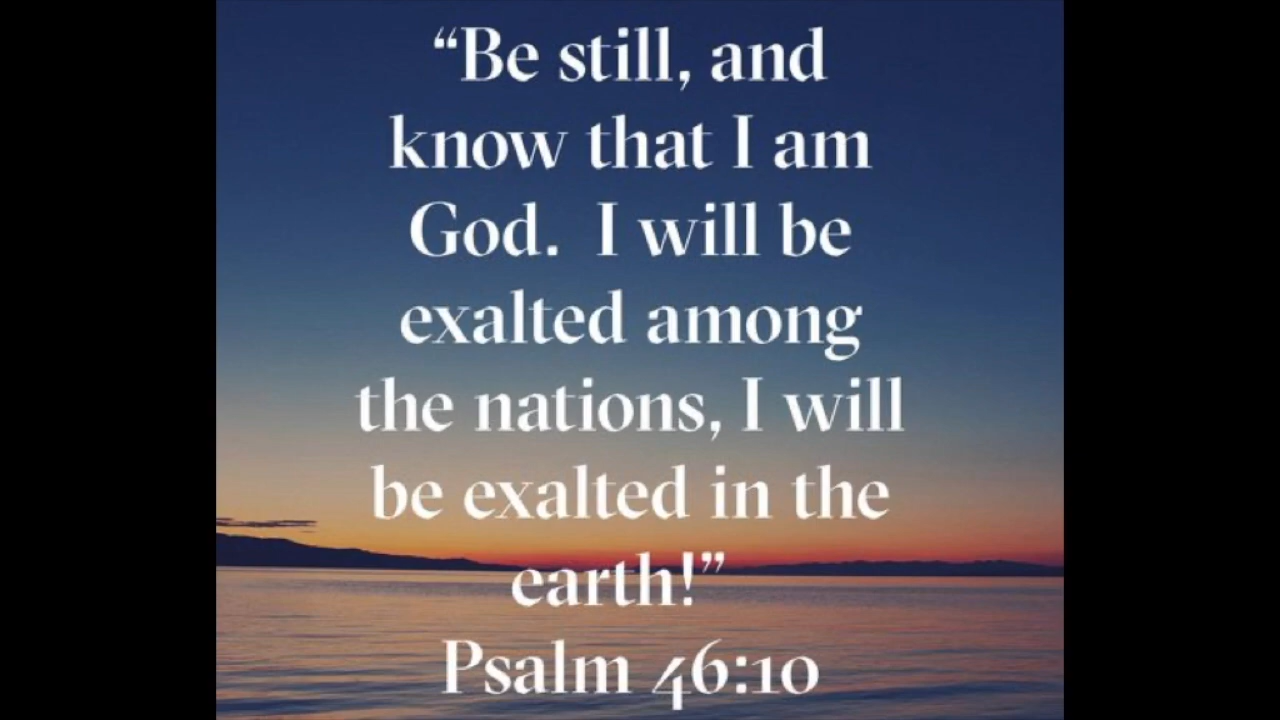 “Be still, and
know that I am
God.  I will be
exalted among
the nations, I will
be exalted in the
earth!”
Psalm 46:10